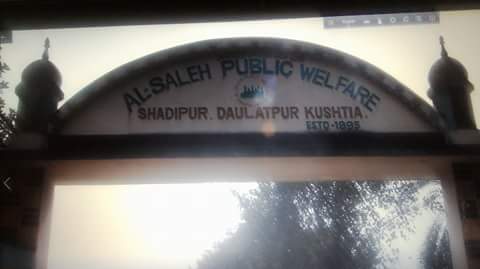 AL-SALEH PUBLIC WELFARE
SHADIPUR. DAULATPUR KUSHTIA.
ESTD-1995